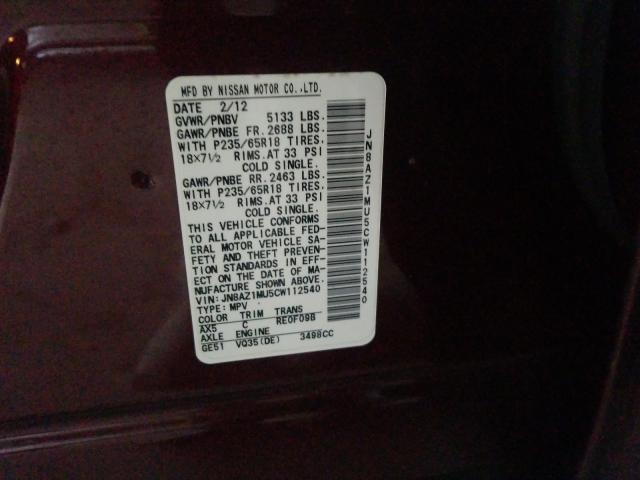 MFD BY NISSAN MOTOR CO.,LTD.
DATE 2/12
GVWR/PNBV 5133 LBS.
GAWR/PNBE FR.2688 LBS.
WITH P235/65R18 TIRES,
18X7½ RIMS.AT 33 PSI
COLD SINGLE.
GAWR/PNBE RR.2463 LBS.
WITH P235/65R18 TIRES,
18X7½ RIMS.AT 33 PSI
COLD SINGLE.
THIS VEHICLE CONFORMS
TO ALL APPLICABLE FED-
ERAL MOTOR VEHICLE SA-
FETY AND THEFT PREVEN-
TION STANDARDS IN EFF-
ECT ON THE DATE OF MA-
NUFACTURE SHOWN ABOVE.
VIN:JN8AZ1MU5CW112540
TYPE:MPV
COLOR TRIM TRANS
AX5 C RE0F09B
AXLE ENGINE
GE51 VQ35(DE) 3498CC
JN8AZ1MU5CW112540